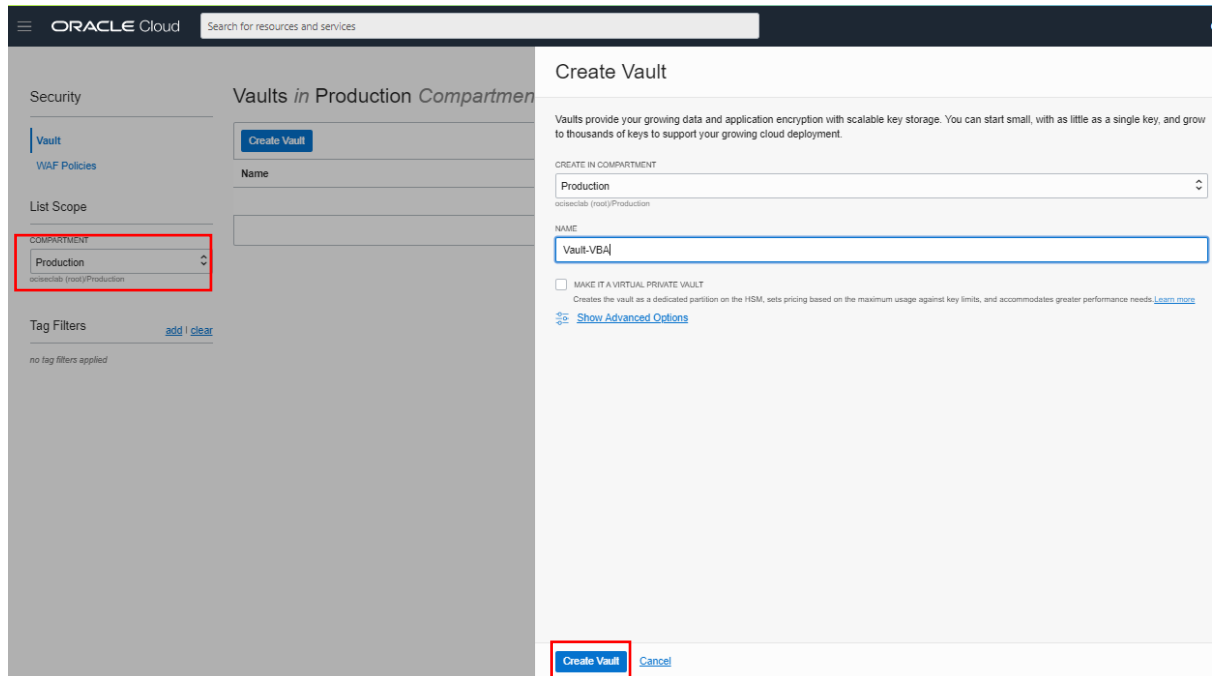 ORACLE Cloud
Search for resources and services
Security
Vault
WAF Policies
List Scope
COMPARTMENT
Production
ociseclab (root)/Production
Tag Filters
add | clear
no tag filters applied
Vaults in Production Compartmen
Create Vault
Name
Create Vault
Vaults provide your growing data and application encryption with scalable key storage. You can start small, with as little as a single key, and grow
to thousands of keys to support your growing cloud deployment.
CREATE IN COMPARTMENT
Production
ociseclab (root)/Production
NAME
Vault-VBA
MAKE IT A VIRTUAL PRIVATE VAULT
Creates the vault as a dedicated partition on the HSM, sets pricing based on the maximum usage against key limits, and accommodates greater performance needs.Learn more
Show Advanced Options
Create Vault
Cancel